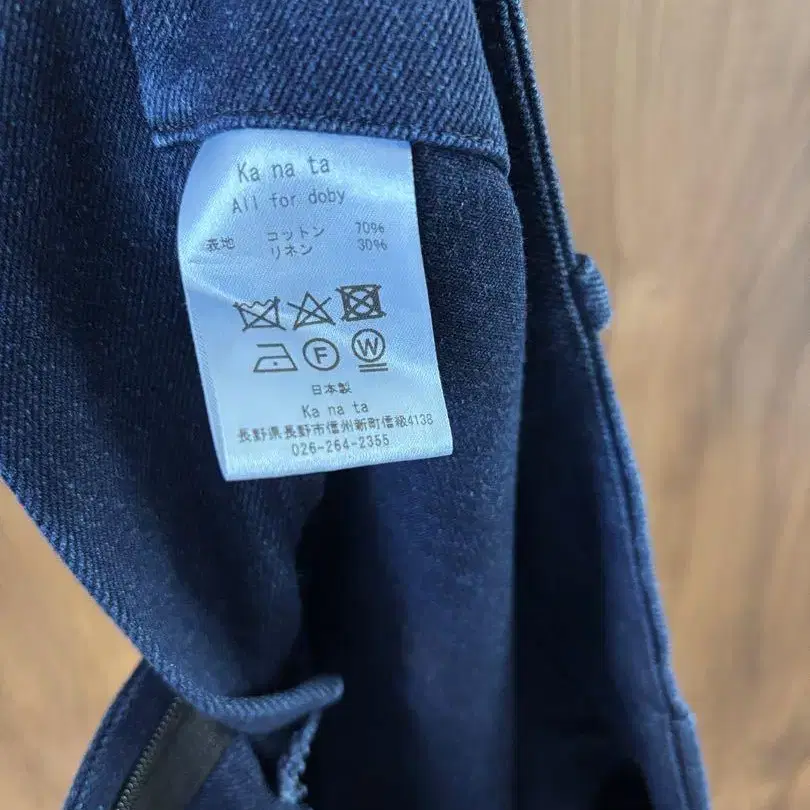 Ka na ta
All for doby
表地 コットン 70%
リネン 30%
F W
日本製
Ka na ta
長野県長野市信州新町信級4138
026-264-2355